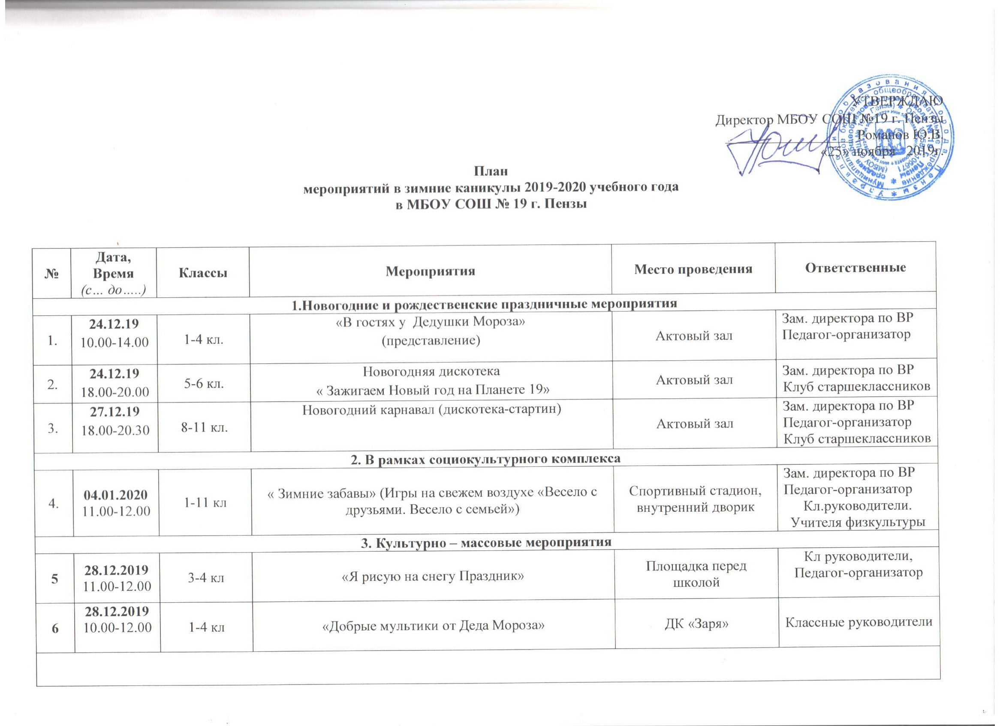 УТВЕРЖДАЮ
Директор МБОУ СОШ №19 г. Пензы
Романов Ю.В.
«25» ноября 2019г.
План
мероприятий в зимние каникулы 2019-2020 учебного года
в МБОУ СОШ № 19 г. Пензы
№
Дата,
Время
(с... до.....)
Классы
Мероприятия
Место проведения
Ответственные
1.Новогодние и рождественские праздничные мероприятия
1.
24.12.19
10.00-14.00
1-4 кл.
«В гостях у Дедушки Мороза»
(представление)
Актовый зал
Зам. директора по ВР
Педагог-организатор
2.
24.12.19
18.00-20.00
5-6 кл.
Новогодняя дискотека
« Зажигаем Новый год на Планете 19»
Актовый зал
Зам. директора по ВР
Клуб старшеклассников
3.
27.12.19
18.00-20.30
8-11 кл.
Новогодний карнавал (дискотека-стартин)
Актовый зал
Зам. директора по ВР
Педагог-организатор
Клуб старшеклассников
2. В рамках социокультурного комплекса
4.
04.01.2020
11.00-12.00
1-11 кл
« Зимние забавы» (Игры на свежем воздухе «Весело с
друзьями. Весело с семьей»)
Спортивный стадион,
внутренний дворик
Зам. директора по ВР
Педагог-организатор
Кл.руководители.
Учителя физкультуры
3. Культурно – массовые мероприятия
5
28.12.2019
11.00-12.00
3-4 кл
«Я рисую на снегу Праздник»
Площадка перед
школой
Кл руководители,
Педагог-организатор
6
28.12.2019
10.00-12.00
1-4 кл
«Добрые мультики от Деда Мороза»
ДК «Заря»
Классные руководители